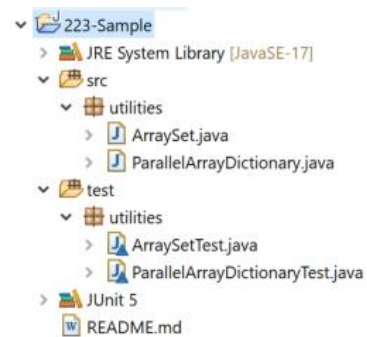 223-Sample
JRE System Library [JavaSE-17]
src
utilities
ArraySet.java
ParallelArrayDictionary.java
test
utilities
ArraySetTest.java
ParallelArrayDictionaryTest.java
JUnit 5
README.md